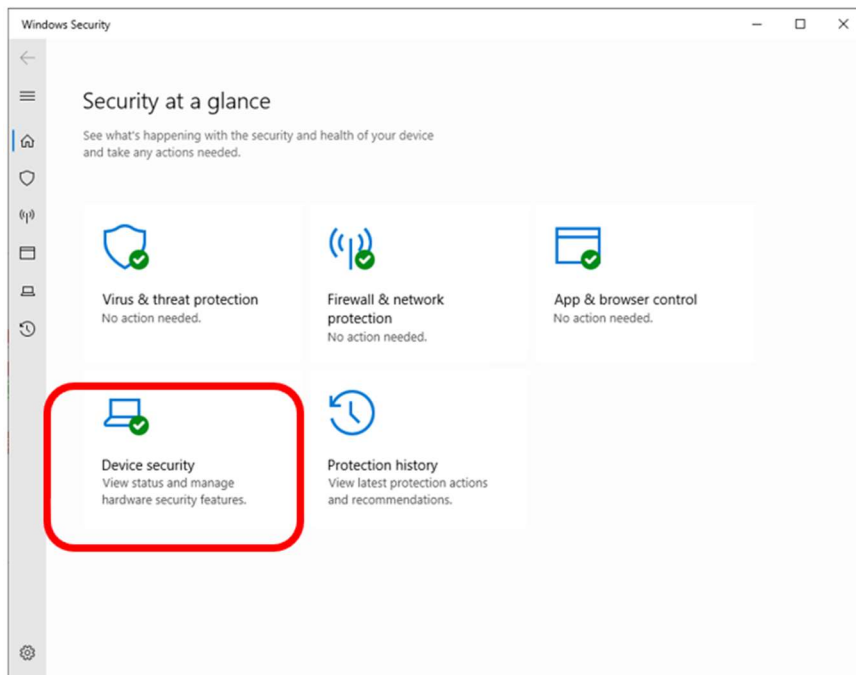 Windows Security
Security at a glance
See what's happening with the security and health of your device
and take any actions needed.
Virus & threat protection
No action needed.
Firewall & network
protection
No action needed.
App & browser control
No action needed.
Device security
View status and manage
hardware security features.
Protection history
View latest protection actions
and recommendations.